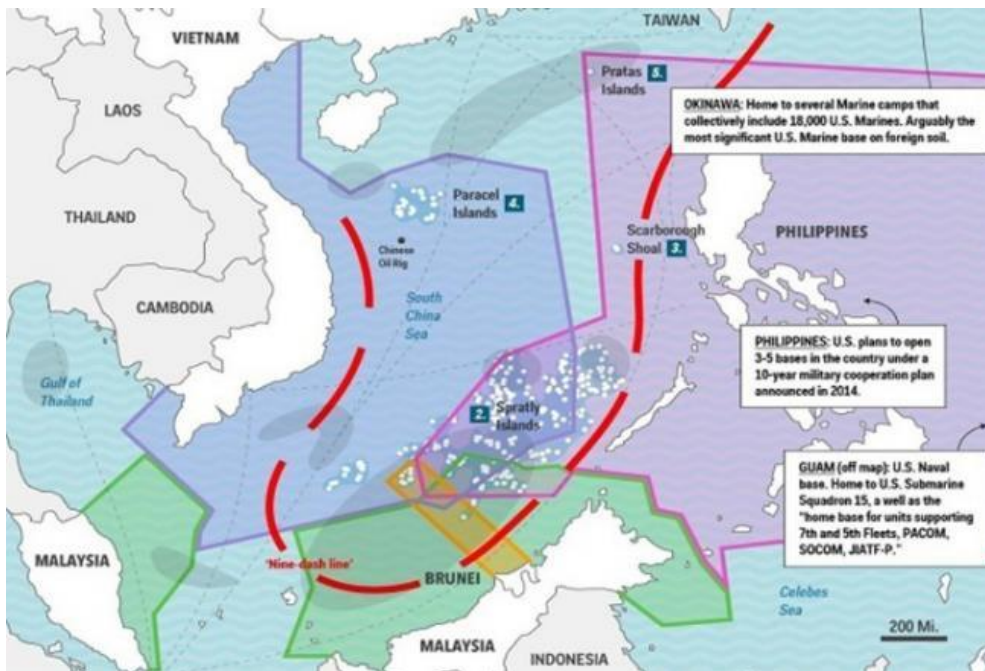 TAIWAN
VIETNAM
Pratas 5.
Islands
LAOS
OKINAWA: Home to several Marine camps that
collectively include 18,000 U.S. Marines. Arguably the
most significant U.S. Marine base on foreign soil.
Paracel 4.
Islands
THAILAND
Chinese
Oil Rig
Scarborough
Shoal 3.
PHILIPPINES
CAMBODIA
South
China
Sea
PHILIPPINES: U.S. plans to open
3-5 bases in the country under a
10-year military cooperation plan
announced in 2014.
Gulf of
Thailand
2. Spratly
Islands
GUAM (off map): U.S. Naval
base. Home to U.S. Submarine
Squadron 15, a well as the
"home base for units supporting
7th and 5th Fleets, PACOM,
SOCOM, JIATF-P."
MALAYSIA
'Nine-dash line'
BRUNEI
Celebes
Sea
200 Mi.
MALAYSIA
INDONESIA